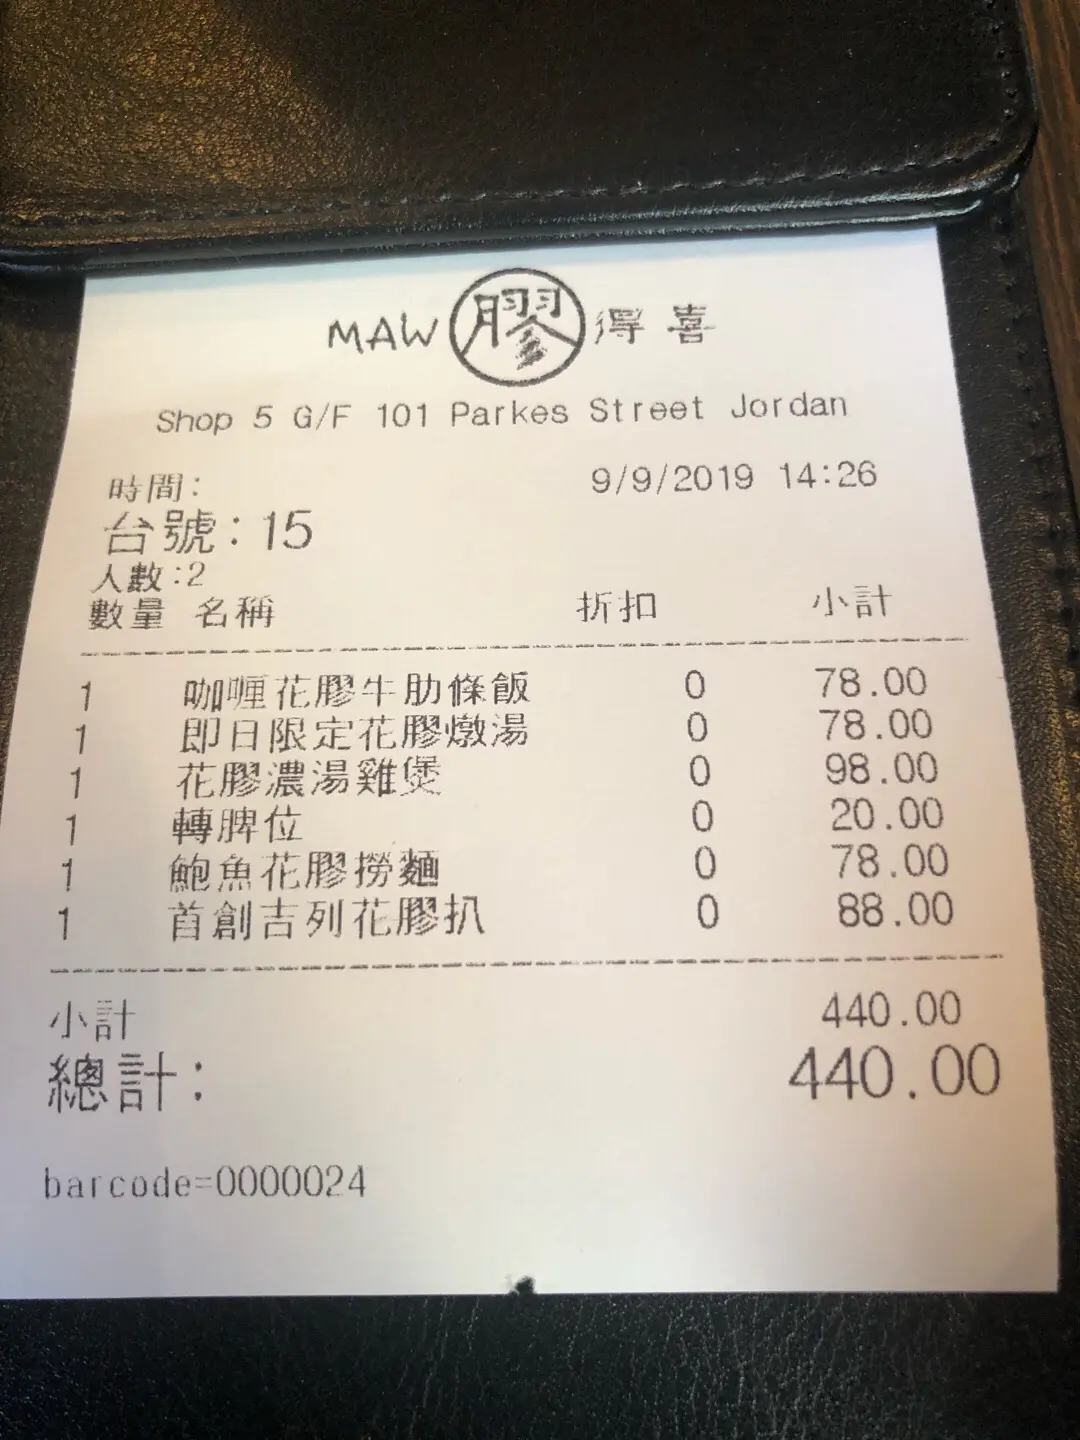 MAW 膠 得喜
Shop 5 G/F 101 Parkes Street Jordan
時間: 9/9/2019 14:26
台號: 15
人數:2
數量 名稱 折扣 小計
1 咖喱花膠牛肋條飯 0 78.00
1 即日限定花膠燉湯 0 78.00
1 花膠濃湯雞煲 0 98.00
1 轉脾位 0 20.00
1 鮑魚花膠撈麵 0 78.00
1 首創吉列花膠扒 0 88.00
小計 440.00
總計: 440.00
barcode=0000024